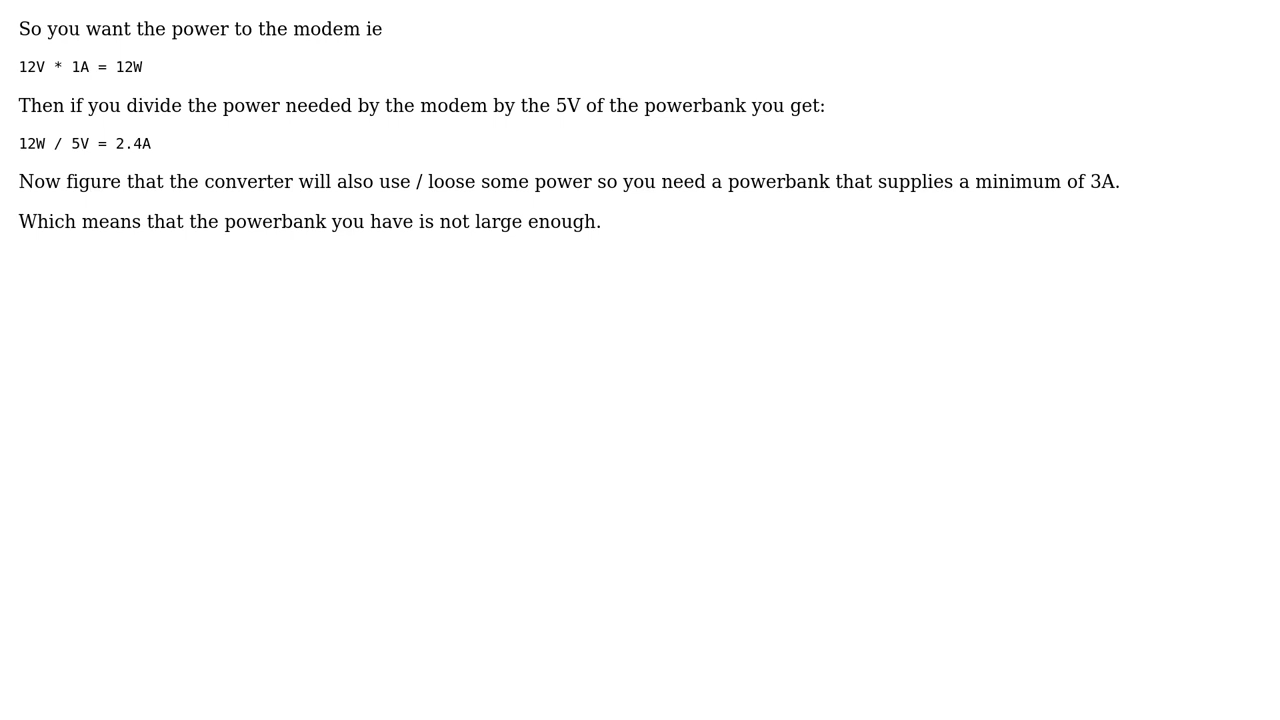 So you want the power to the modem ie
12V * 1A = 12W
Then if you divide the power needed by the modem by the 5V of the powerbank you get:
12W / 5V = 2.4A
Now figure that the converter will also use / loose some power so you need a powerbank that supplies a minimum of 3A.
Which means that the powerbank you have is not large enough.